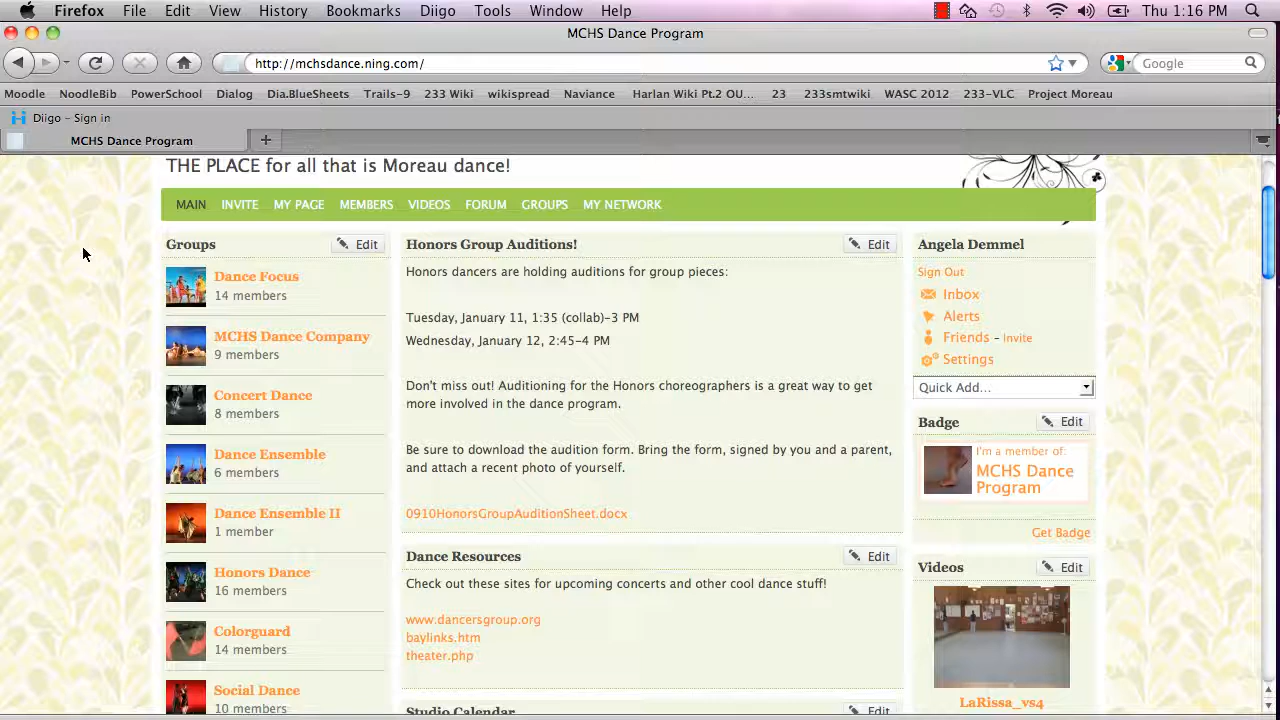 Firefox File Edit View History Bookmarks Diigo Tools Window Help Thu 1:16 PM
MCHS Dance Program
http://mchsdance.ning.com/
Google
Moodle NoodleBib PowerSchool Dialog Dia.BlueSheets Trails-9 233 Wiki wikispread Naviance Harlan Wiki Pt.2 OU... 23 233smtwiki WASC 2012 233-VLC Project Moreau
Diigo - Sign in
MCHS Dance Program
THE PLACE for all that is Moreau dance!
MAIN INVITE MY PAGE MEMBERS VIDEOS FORUM GROUPS MY NETWORK
Groups Edit
Dance Focus
14 members
MCHS Dance Company
9 members
Concert Dance
8 members
Dance Ensemble
6 members
Dance Ensemble II
1 member
Honors Dance
16 members
Colorguard
14 members
Social Dance
10 members
Honors Group Auditions! Edit
Honors dancers are holding auditions for group pieces:
Tuesday, January 11, 1:35 (collab)-3 PM
Wednesday, January 12, 2:45-4 PM
Don't miss out! Auditioning for the Honors choreographers is a great way to get
more involved in the dance program.
Be sure to download the audition form. Bring the form, signed by you and a parent,
and attach a recent photo of yourself.
0910HonorsGroupAuditionSheet.docx
Dance Resources Edit
Check out these sites for upcoming concerts and other cool dance stuff!
www.dancersgroup.org
baylinks.htm
theater.php
Studio Calendar Edit
Angela Demmel
Sign Out
Inbox
Alerts
Friends - Invite
Settings
Quick Add...
Badge Edit
I'm a member of:
MCHS Dance
Program
Get Badge
Videos Edit
LaRissa_vs4